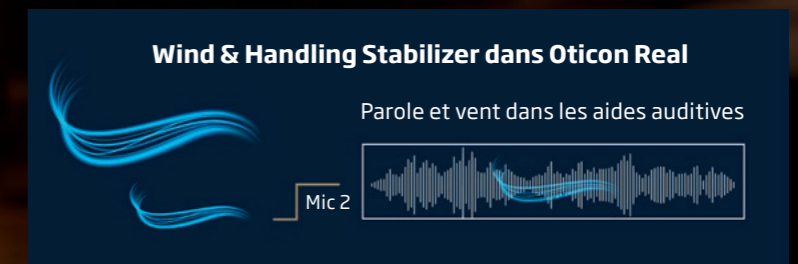 Wind & Handling Stabilizer dans Oticon Real
Parole et vent dans les aides auditives
Mic 2